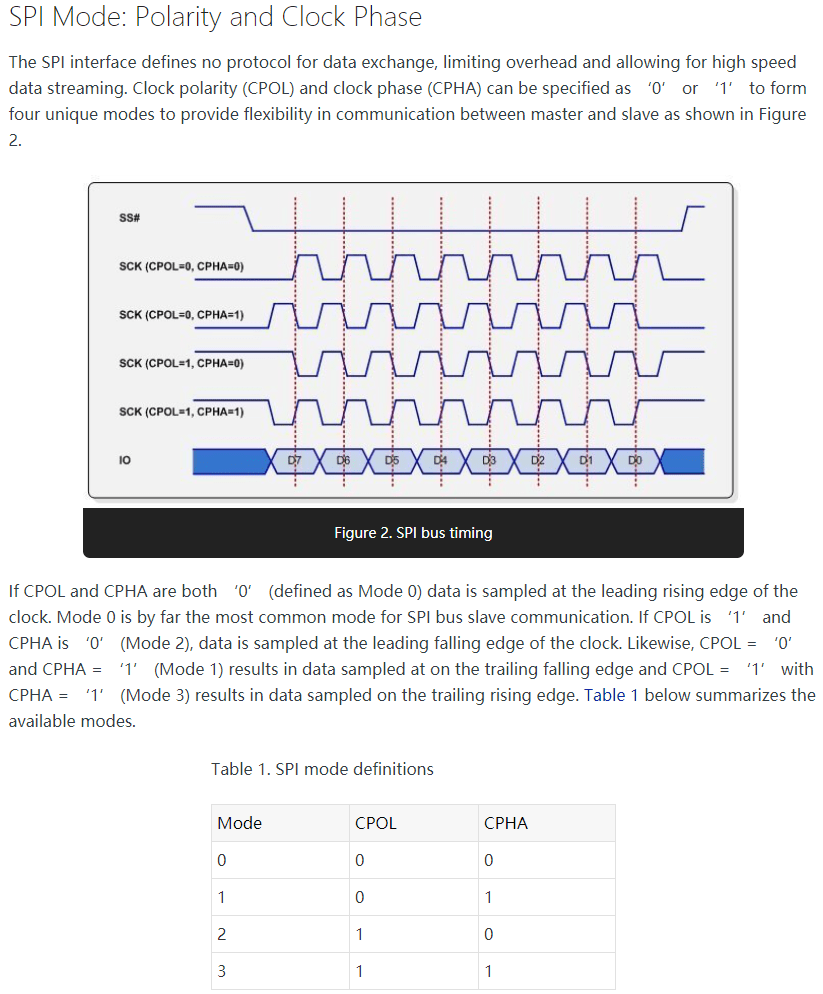 SPI Mode: Polarity and Clock Phase
The SPI interface defines no protocol for data exchange, limiting overhead and allowing for high speed
data streaming. Clock polarity (CPOL) and clock phase (CPHA) can be specified as ‘0’ or ‘1’ to form
four unique modes to provide flexibility in communication between master and slave as shown in Figure
2.
SS#
SCK (CPOL=0, CPHA=0)
SCK (CPOL=0, CPHA=1)
SCK (CPOL=1, CPHA=0)
SCK (CPOL=1, CPHA=1)
IO D7 D6 D5 D4 D3 D2 D1 D0
Figure 2. SPI bus timing
If CPOL and CPHA are both ‘0’ (defined as Mode 0) data is sampled at the leading rising edge of the
clock. Mode 0 is by far the most common mode for SPI bus slave communication. If CPOL is ‘1’ and
CPHA is ‘0’ (Mode 2), data is sampled at the leading falling edge of the clock. Likewise, CPOL = ‘0’
and CPHA = ‘1’ (Mode 1) results in data sampled at on the trailing falling edge and CPOL = ‘1’ with
CPHA = ‘1’ (Mode 3) results in data sampled on the trailing rising edge. Table 1 below summarizes the
available modes.
Table 1. SPI mode definitions
Mode CPOL CPHA
0 0 0
1 0 1
2 1 0
3 1 1